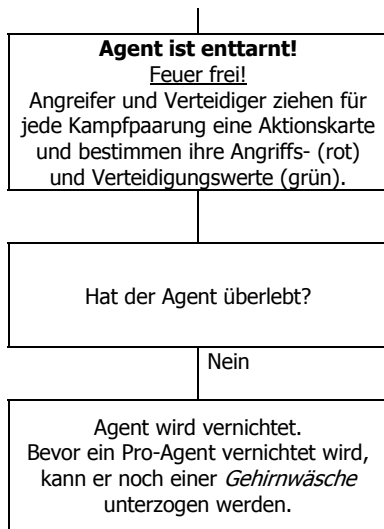 Agent ist enttarnt!
Feuer frei!
Angreifer und Verteidiger ziehen für
jede Kampfpaarung eine Aktionskarte
und bestimmen ihre Angriffs- (rot)
und Verteidigungswerte (grün).
Hat der Agent überlebt?
Nein
Agent wird vernichtet.
Bevor ein Pro-Agent vernichtet wird,
kann er noch einer Gehirnwäsche
unterzogen werden.